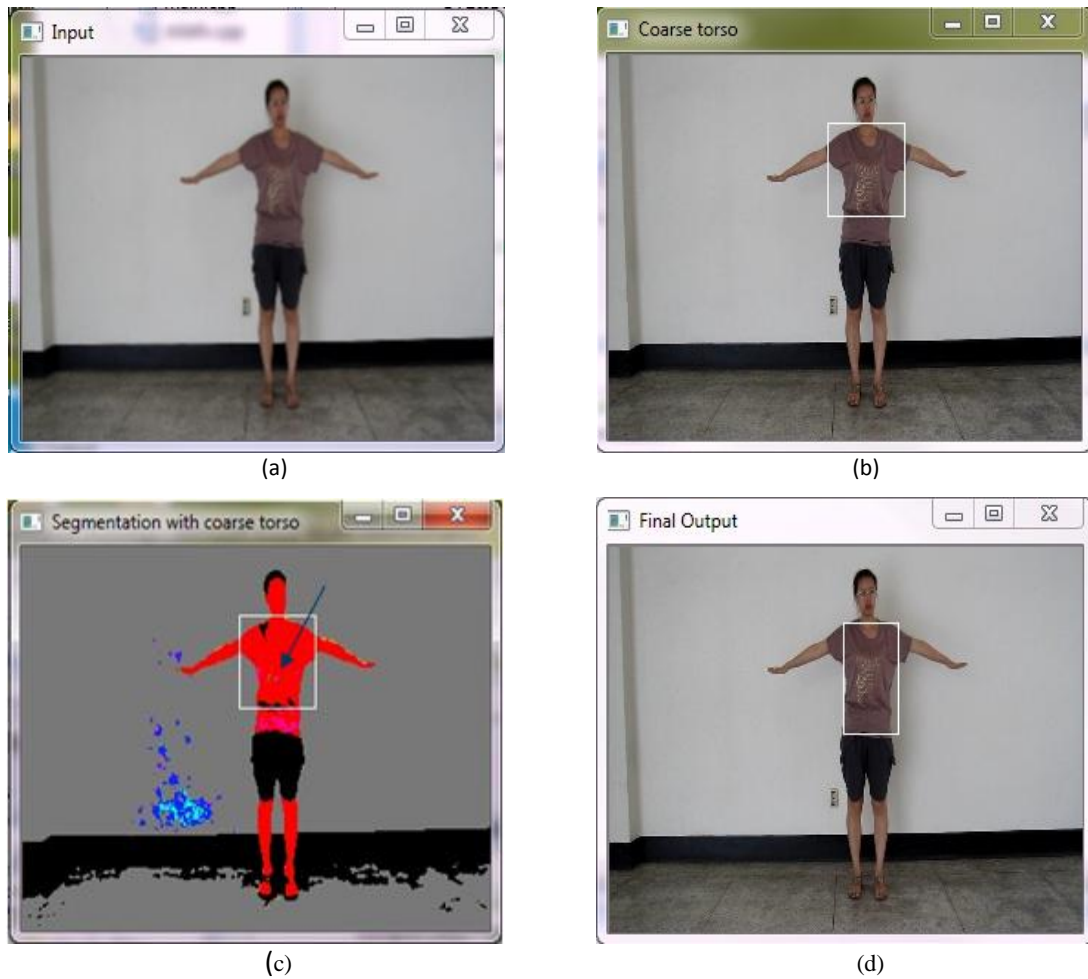 Input
(a)
Coarse torso
(b)
Segmentation with coarse torso
(c)
Final Output
(d)